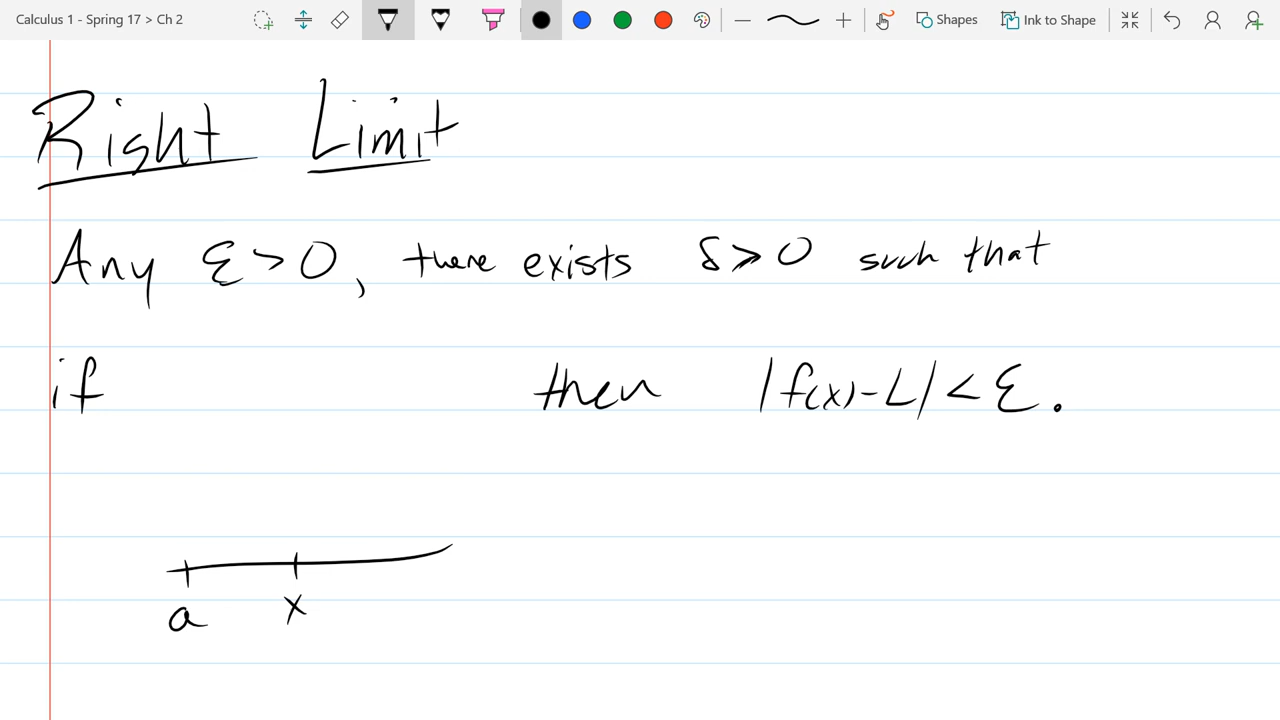 Calculus 1 - Spring 17 > Ch 2
Shapes
Ink to Shape
Right Limit
Any ε > 0, there exists δ > 0 such that
if then |f(x) - L| < ε.
a x